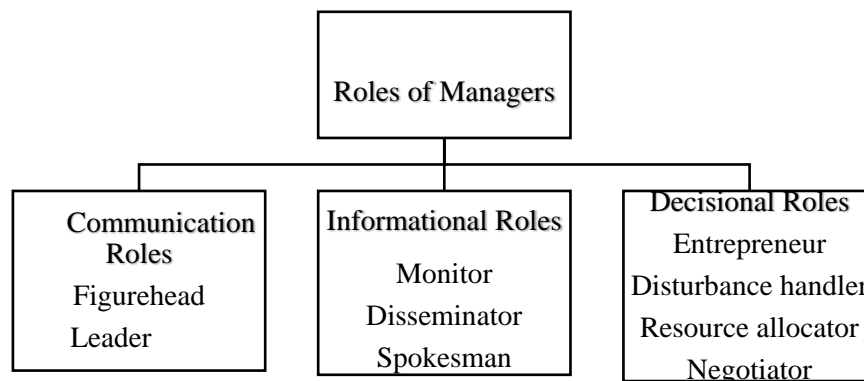 Roles of Managers
Communication
Roles
Figurehead
Leader
Informational Roles
Monitor
Disseminator
Spokesman
Decisional Roles
Entrepreneur
Disturbance handler
Resource allocator
Negotiator